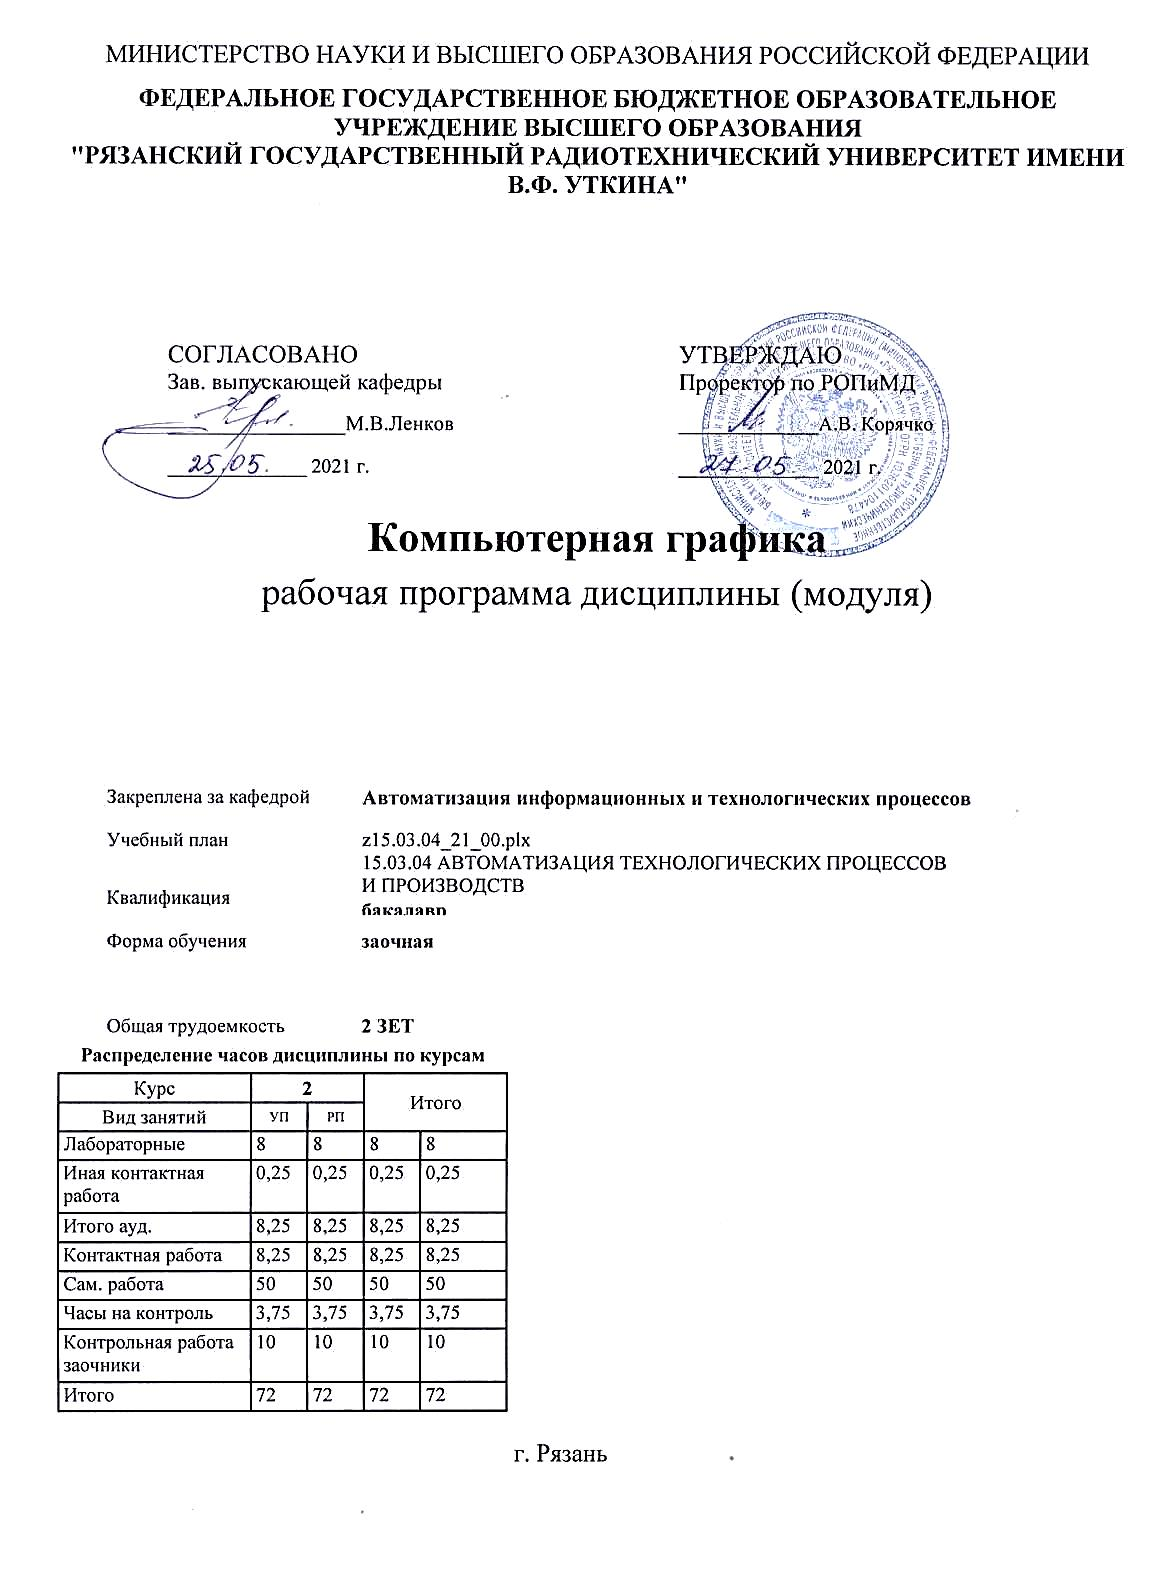 МИНИСТЕРСТВО НАУКИ И ВЫСШЕГО ОБРАЗОВАНИЯ РОССИЙСКОЙ ФЕДЕРАЦИИ
ФЕДЕРАЛЬНОЕ ГОСУДАРСТВЕННОЕ БЮДЖЕТНОЕ ОБРАЗОВАТЕЛЬНОЕ
УЧРЕЖДЕНИЕ ВЫСШЕГО ОБРАЗОВАНИЯ
"РЯЗАНСКИЙ ГОСУДАРСТВЕННЫЙ РАДИОТЕХНИЧЕСКИЙ УНИВЕРСИТЕТ ИМЕНИ
В.Ф. УТКИНА"
СОГЛАСОВАНО
Зав. выпускающей кафедры
М.В.Ленков
25.05. 2021 г.
УТВЕРЖДАЮ
Проректор по РОПиМД
А.В. Корячко
27.05 2021 г.
Компьютерная графика
рабочая программа дисциплины (модуля)
Закреплена за кафедрой Автоматизация информационных и технологических процессов
Учебный план z15.03.04_21_00.plx
15.03.04 АВТОМАТИЗАЦИЯ ТЕХНОЛОГИЧЕСКИХ ПРОЦЕССОВ
И ПРОИЗВОДСТВ
Квалификация бакалавр
Форма обучения заочная
Общая трудоемкость 2 ЗЕТ
Распределение часов дисциплины по курсам
Курс 2 Итого
Вид занятий УП РП
Лабораторные 8 8 8 8
Иная контактная 0,25 0,25 0,25 0,25
работа
Итого ауд. 8,25 8,25 8,25 8,25
Контактная работа 8,25 8,25 8,25 8,25
Сам. работа 50 50 50 50
Часы на контроль 3,75 3,75 3,75 3,75
Контрольная работа 10 10 10 10
заочники
Итого 72 72 72 72
г. Рязань